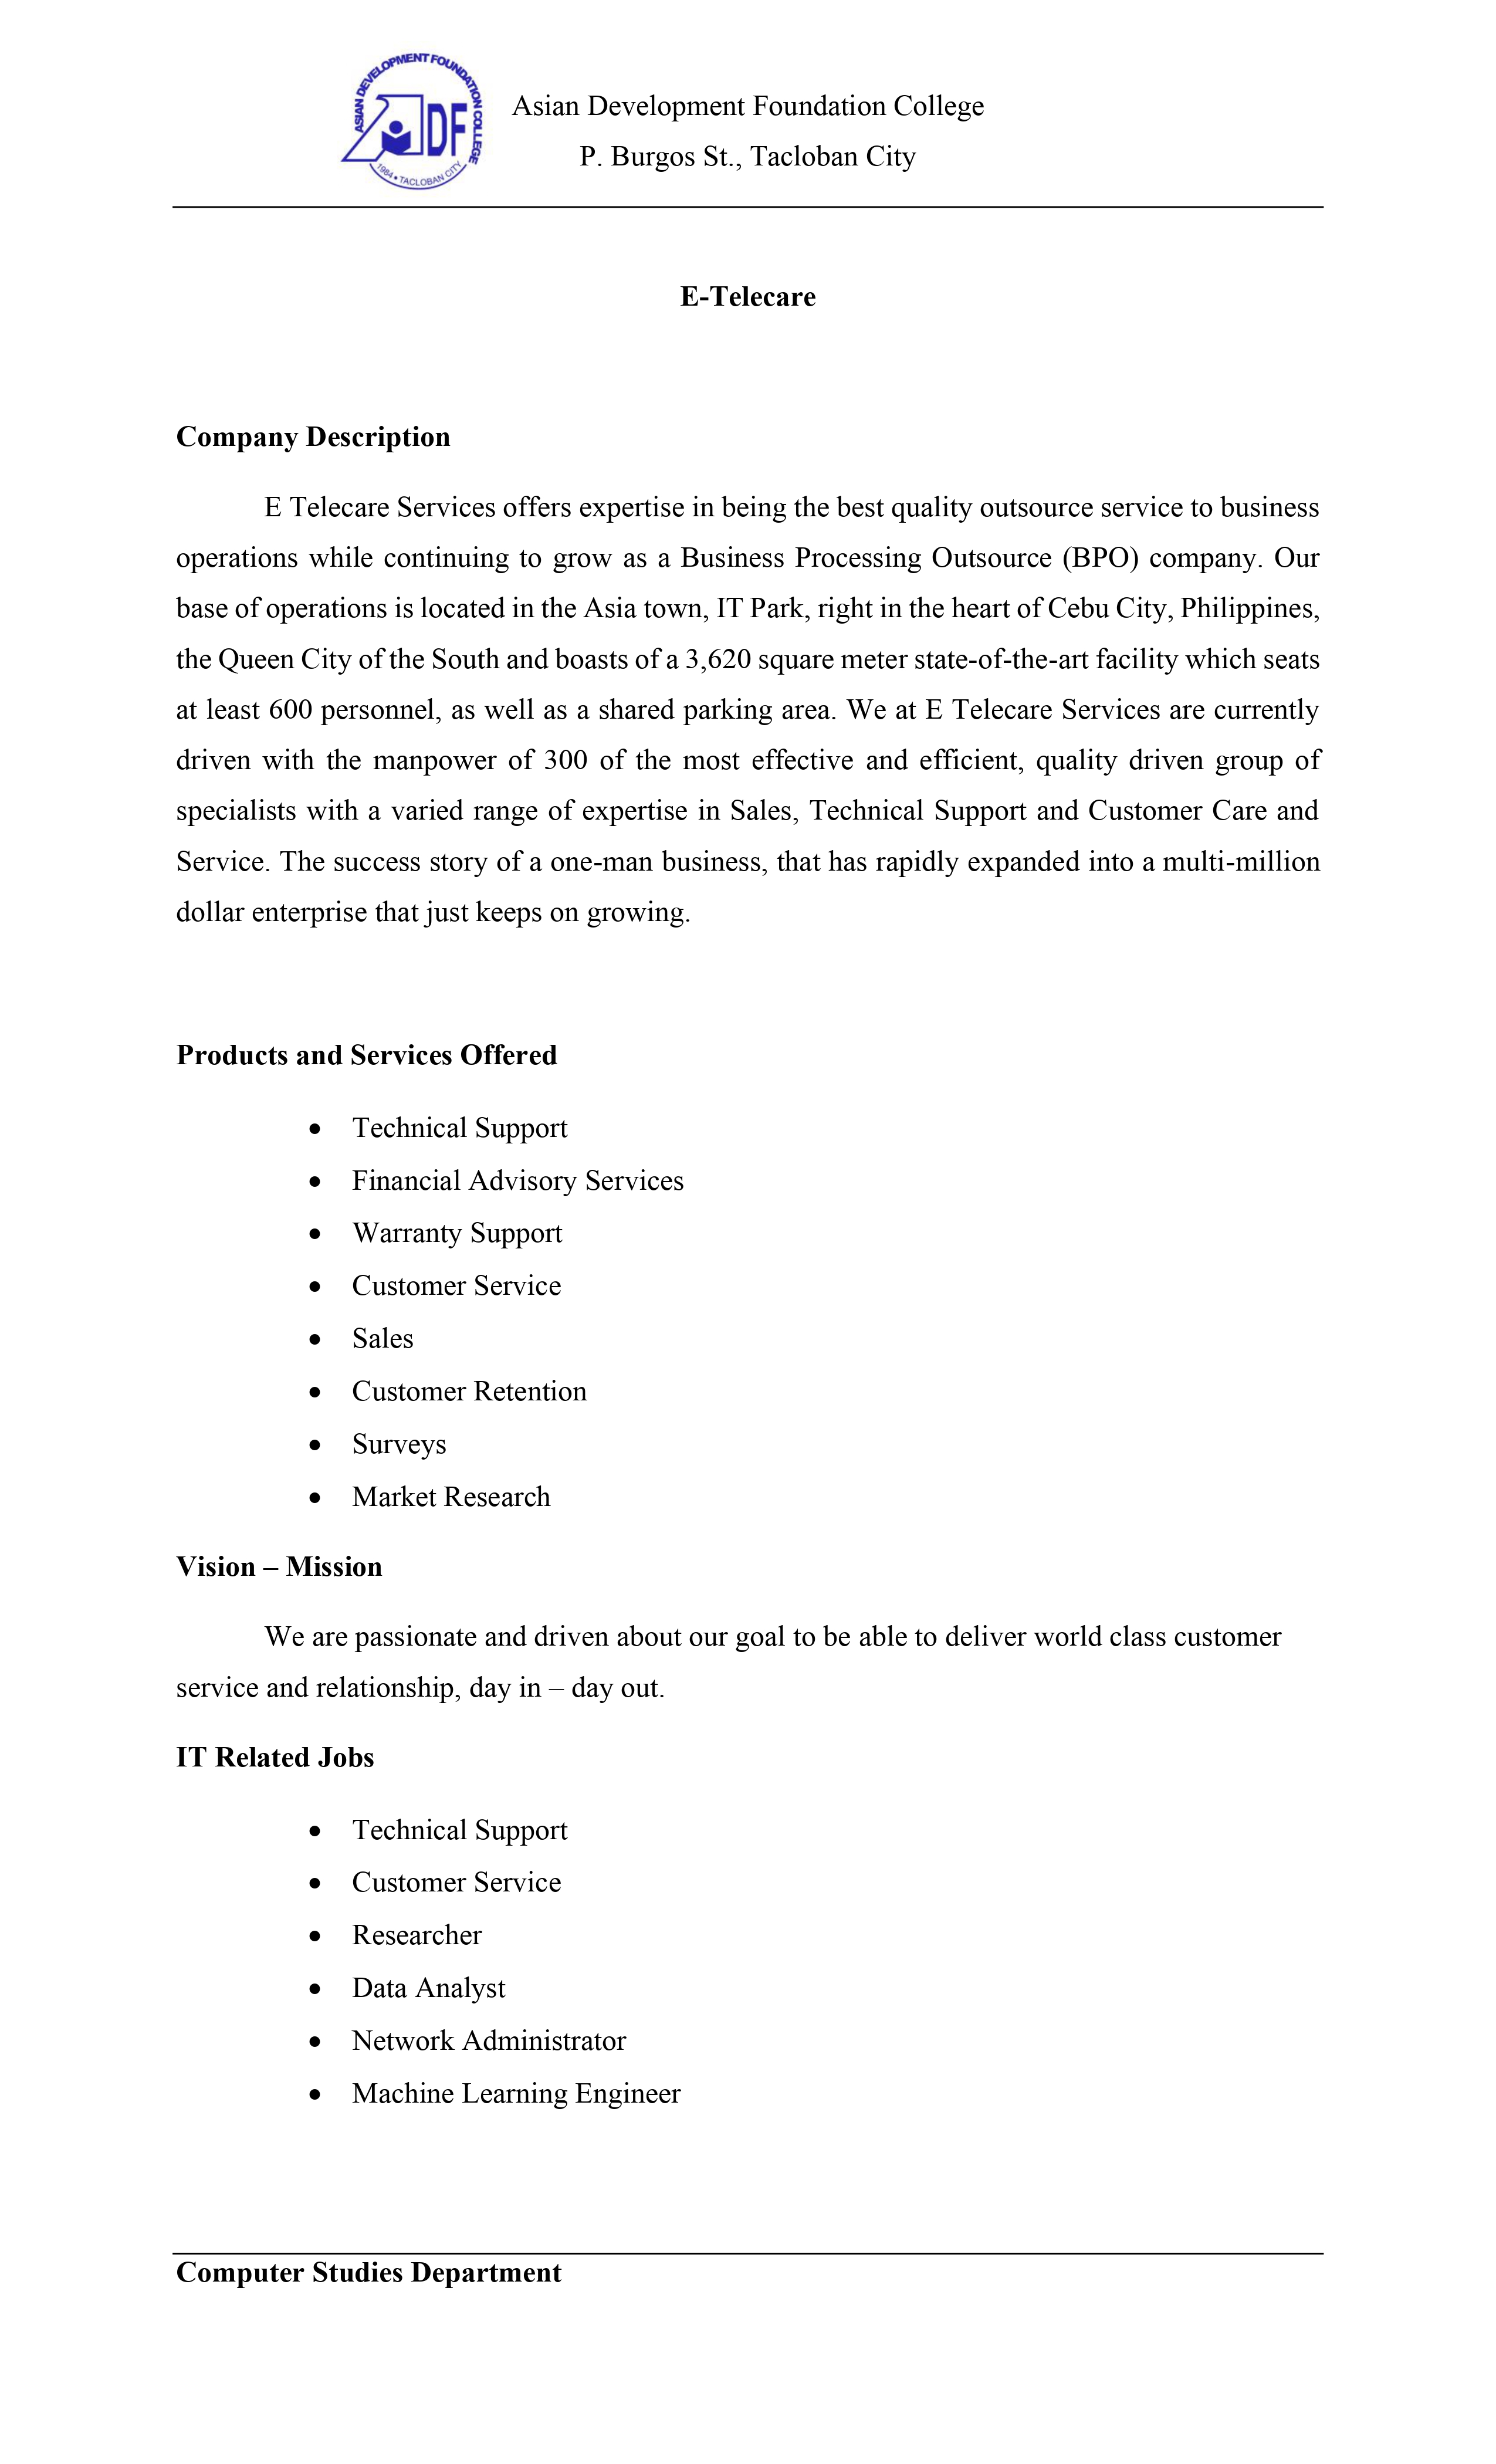 ASIAN DEVELOPMENT FOUNDATION COLLEGE
ADF
1984 • TACLOBAN CITY
Asian Development Foundation College
P. Burgos St., Tacloban City
E-Telecare
Company Description
E Telecare Services offers expertise in being the best quality outsource service to business
operations while continuing to grow as a Business Processing Outsource (BPO) company. Our
base of operations is located in the Asia town, IT Park, right in the heart of Cebu City, Philippines,
the Queen City of the South and boasts of a 3,620 square meter state-of-the-art facility which seats
at least 600 personnel, as well as a shared parking area. We at E Telecare Services are currently
driven with the manpower of 300 of the most effective and efficient, quality driven group of
specialists with a varied range of expertise in Sales, Technical Support and Customer Care and
Service. The success story of a one-man business, that has rapidly expanded into a multi-million
dollar enterprise that just keeps on growing.
Products and Services Offered
• Technical Support
• Financial Advisory Services
• Warranty Support
• Customer Service
• Sales
• Customer Retention
• Surveys
• Market Research
Vision – Mission
We are passionate and driven about our goal to be able to deliver world class customer
service and relationship, day in – day out.
IT Related Jobs
• Technical Support
• Customer Service
• Researcher
• Data Analyst
• Network Administrator
• Machine Learning Engineer
Computer Studies Department